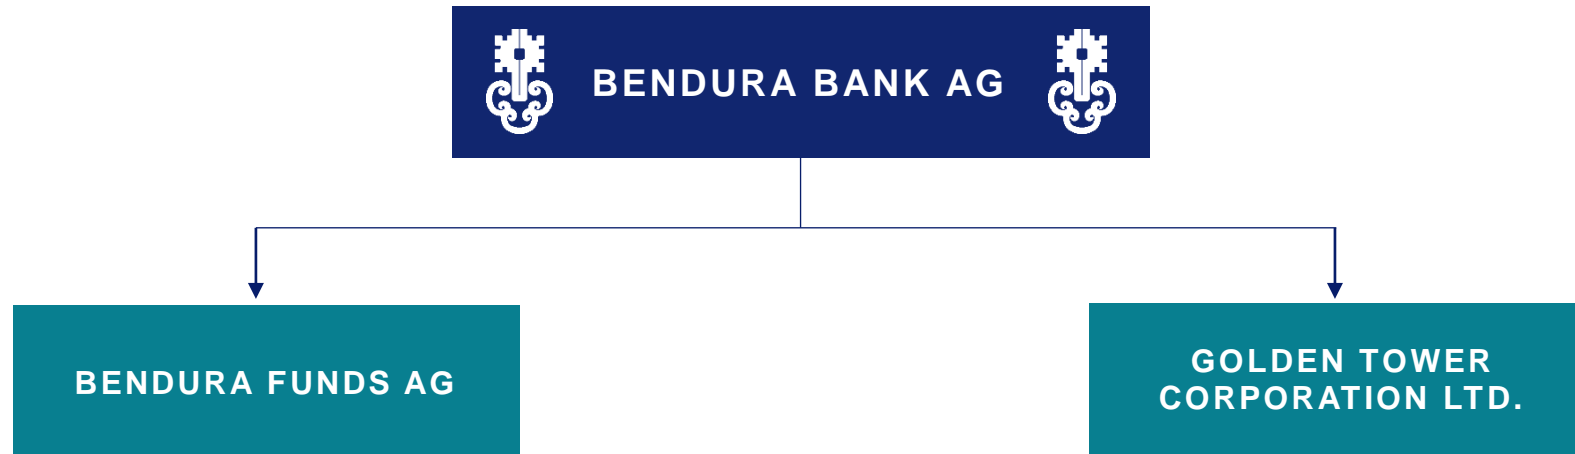 BENDURA BANK AG
BENDURA FUNDS AG
GOLDEN TOWER
CORPORATION LTD.